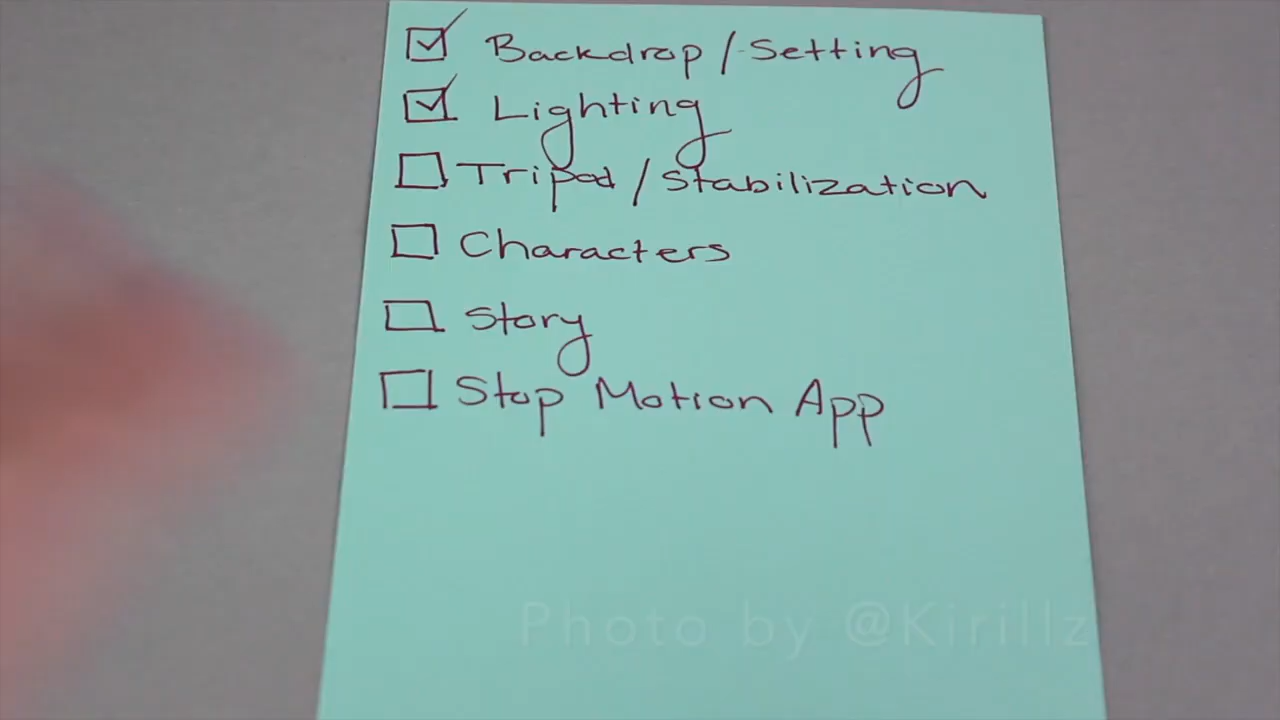 Backdrop / Setting
Lighting
Tripod / Stabilization
Characters
Story
Stop Motion App
Photo by @Kirillz